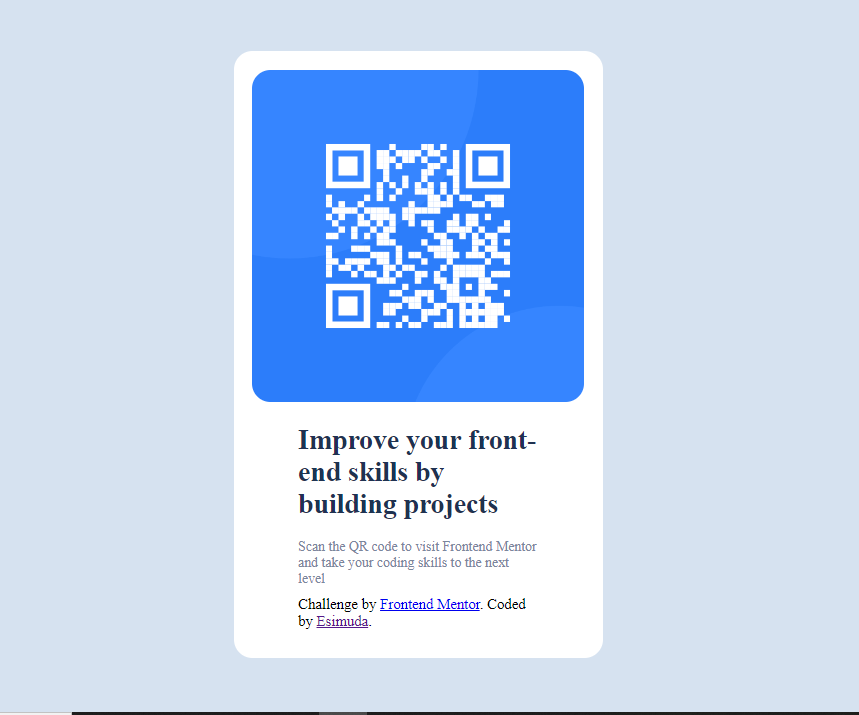 Improve your front-
end skills by
building projects
Scan the QR code to visit Frontend Mentor
and take your coding skills to the next
level
Challenge by Frontend Mentor. Coded
by Esimuda.